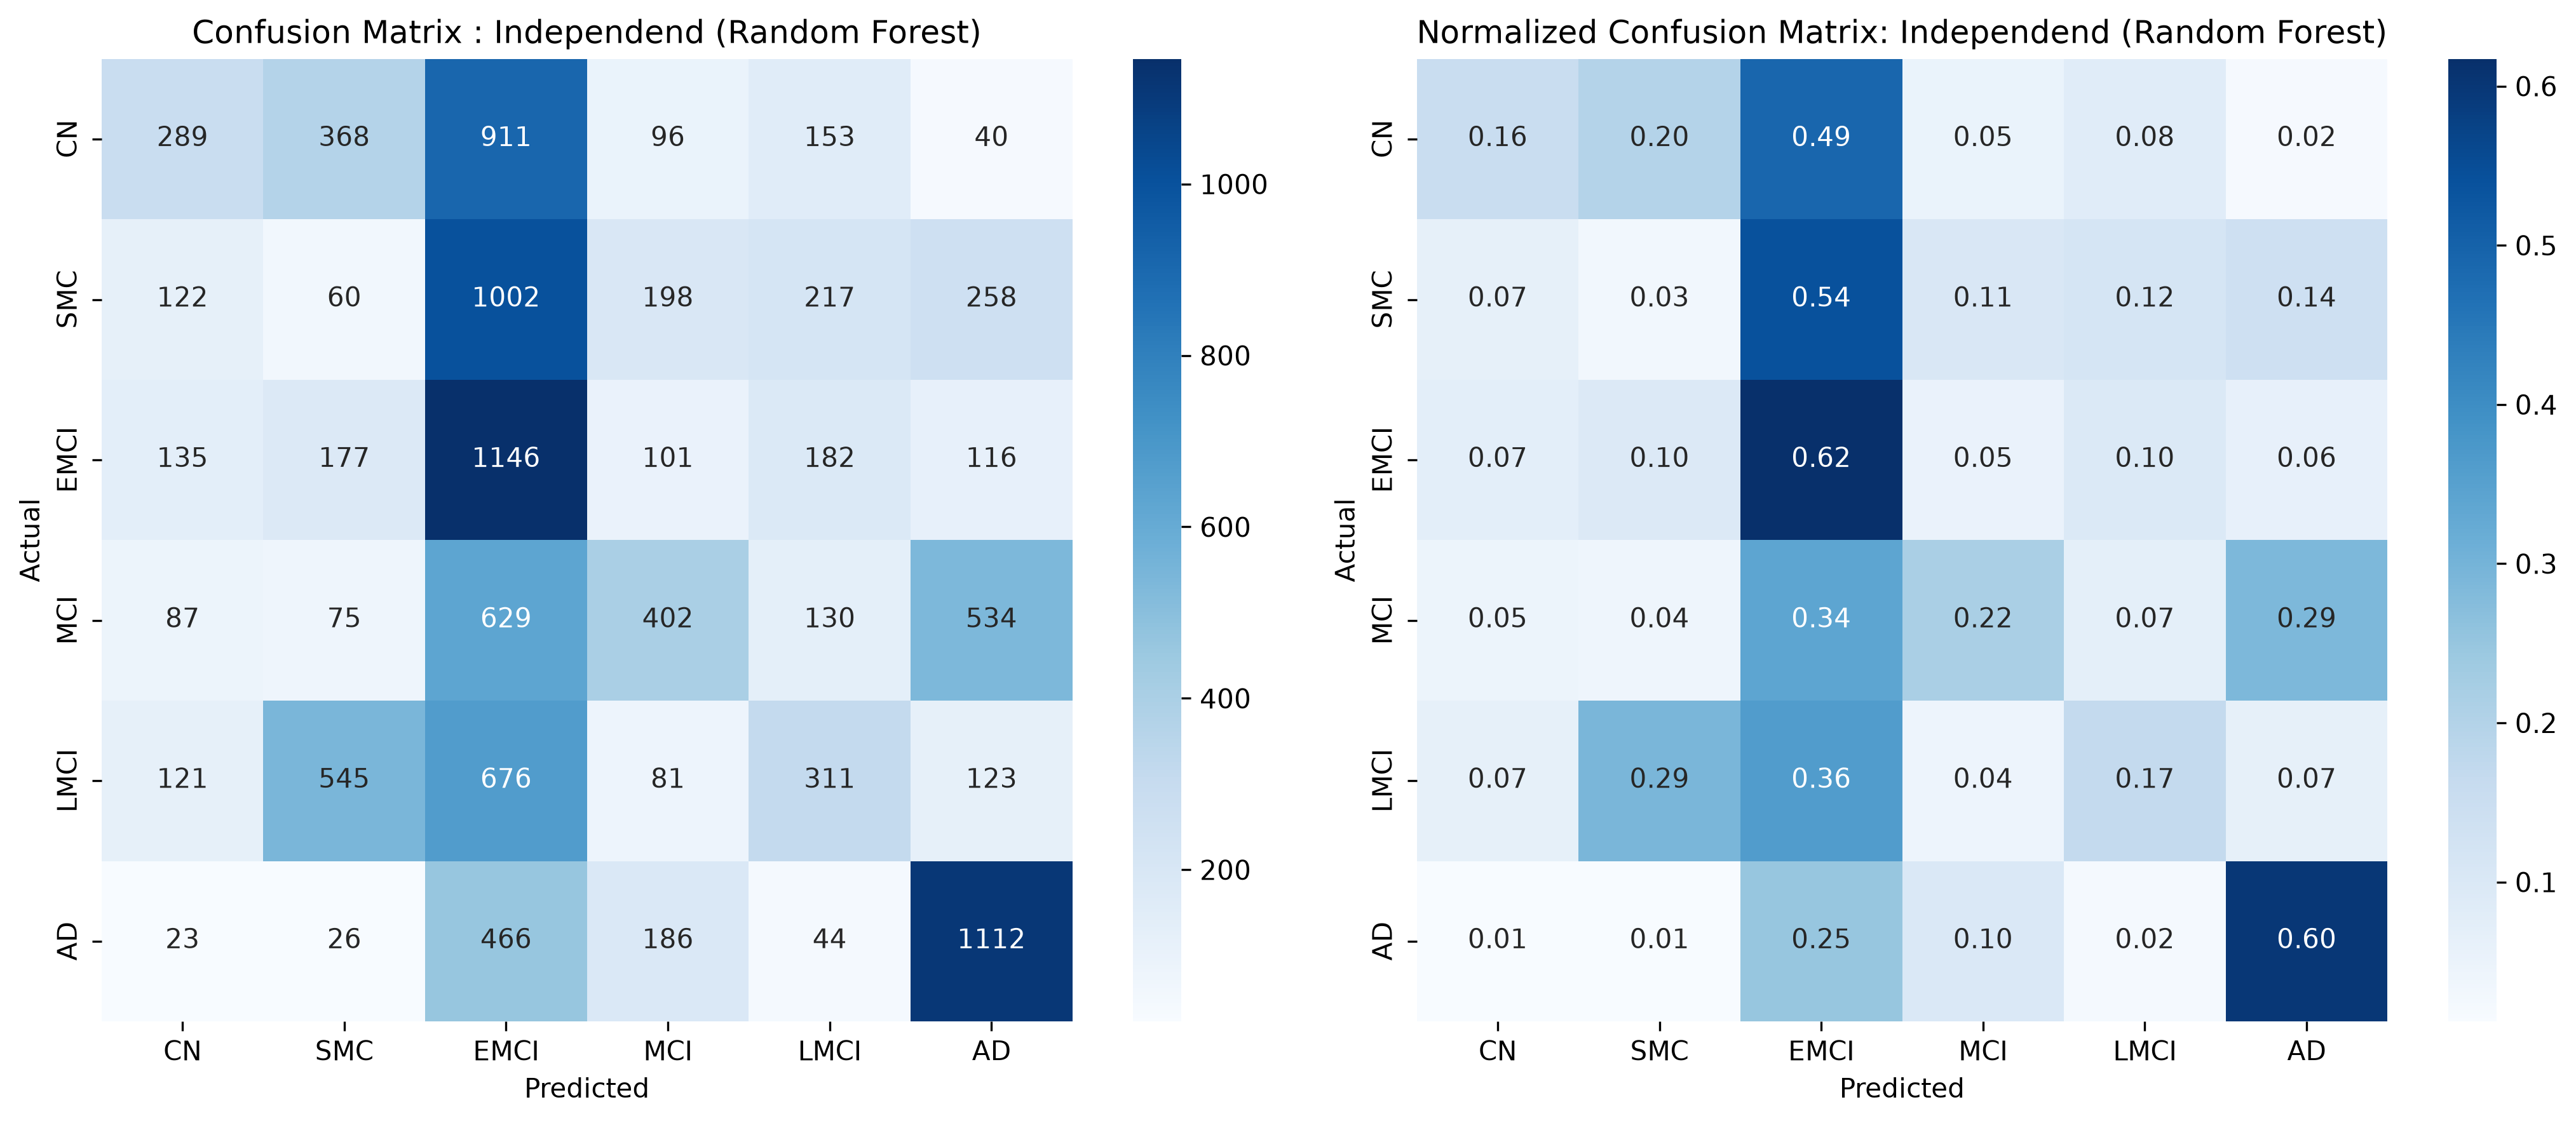 Confusion Matrix : Independend (Random Forest)
CN 289 368 911 96 153 40
SMC 122 60 1002 198 217 258
EMCI 135 177 1146 101 182 116
MCI 87 75 629 402 130 534
LMCI 121 545 676 81 311 123
AD 23 26 466 186 44 1112
CN SMC EMCI MCI LMCI AD
Predicted
Actual
1000
800
600
400
200
Normalized Confusion Matrix: Independend (Random Forest)
CN 0.16 0.20 0.49 0.05 0.08 0.02
SMC 0.07 0.03 0.54 0.11 0.12 0.14
EMCI 0.07 0.10 0.62 0.05 0.10 0.06
MCI 0.05 0.04 0.34 0.22 0.07 0.29
LMCI 0.07 0.29 0.36 0.04 0.17 0.07
AD 0.01 0.01 0.25 0.10 0.02 0.60
CN SMC EMCI MCI LMCI AD
Predicted
Actual
0.6
0.5
0.4
0.3
0.2
0.1